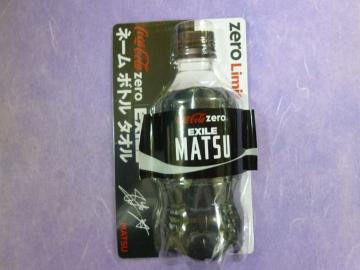 zero Limi
Coca-Cola zero
EXILE
ネーム ボトル タオル
Coca-Cola zero
EXILE
MATSU
MATSU